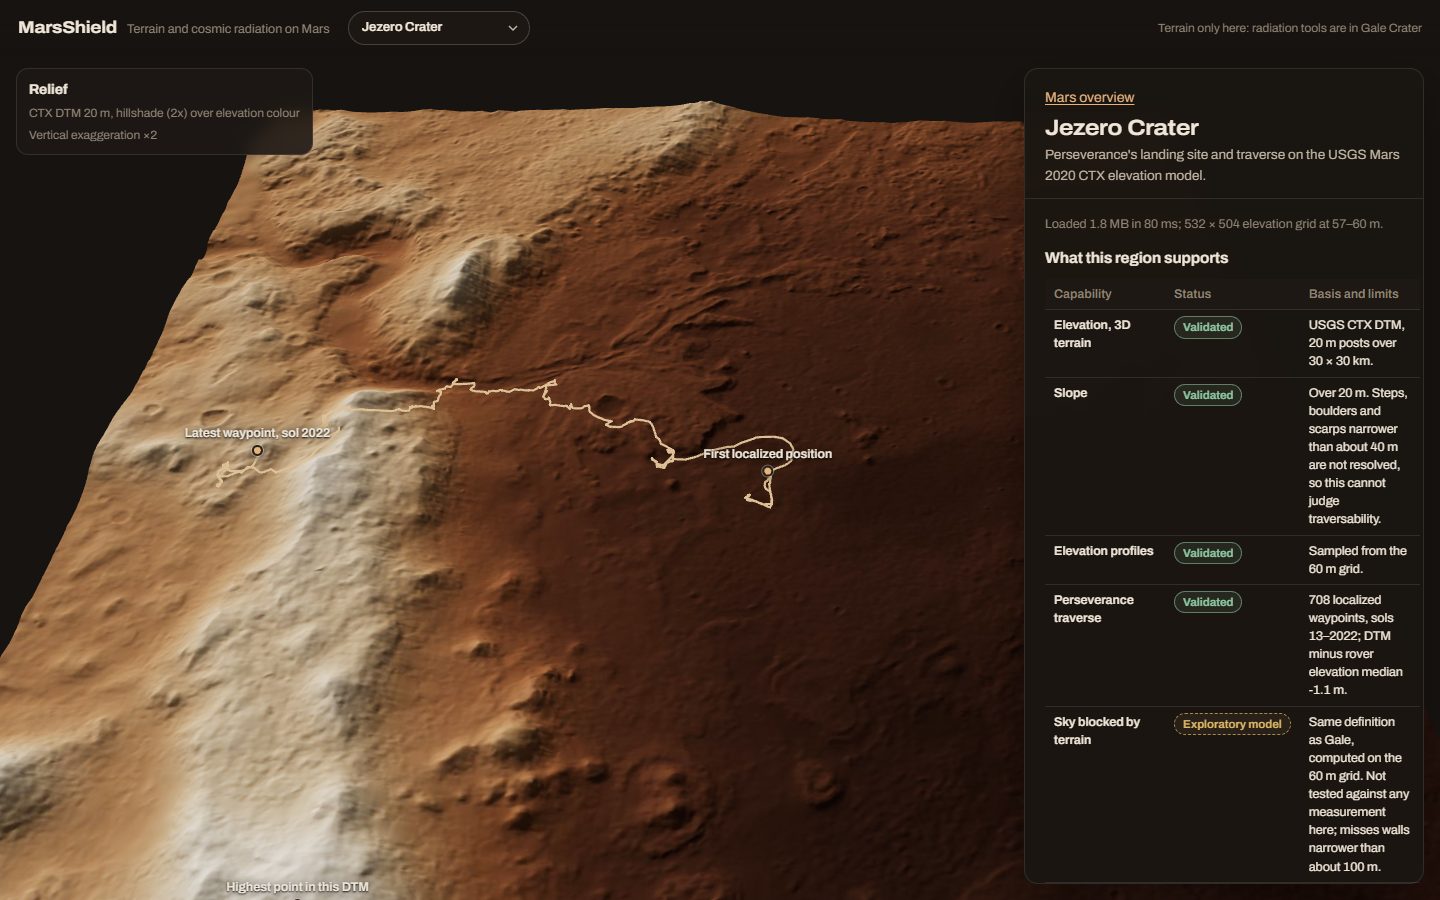 MarsShield Terrain and cosmic radiation on Mars Jezero Crater Terrain only here: radiation tools are in Gale Crater
Relief
CTX DTM 20 m, hillshade (2x) over elevation colour
Vertical exaggeration ×2
Latest waypoint, sol 2022
First localized position
Highest point in this DTM
Mars overview
Jezero Crater
Perseverance's landing site and traverse on the USGS Mars
2020 CTX elevation model.
Loaded 1.8 MB in 80 ms; 532 × 504 elevation grid at 57–60 m.
What this region supports
Capability Status Basis and limits
Elevation, 3D
terrain
Validated
USGS CTX DTM,
20 m posts over
30 × 30 km.
Slope
Validated
Over 20 m. Steps,
boulders and
scarps narrower
than about 40 m
are not resolved,
so this cannot
judge
traversability.
Elevation profiles
Validated
Sampled from the
60 m grid.
Perseverance
traverse
Validated
708 localized
waypoints, sols
13–2022; DTM
minus rover
elevation median
-1.1 m.
Sky blocked by
terrain
Exploratory model
Same definition
as Gale,
computed on the
60 m grid. Not
tested against any
measurement
here; misses walls
narrower than
about 100 m.